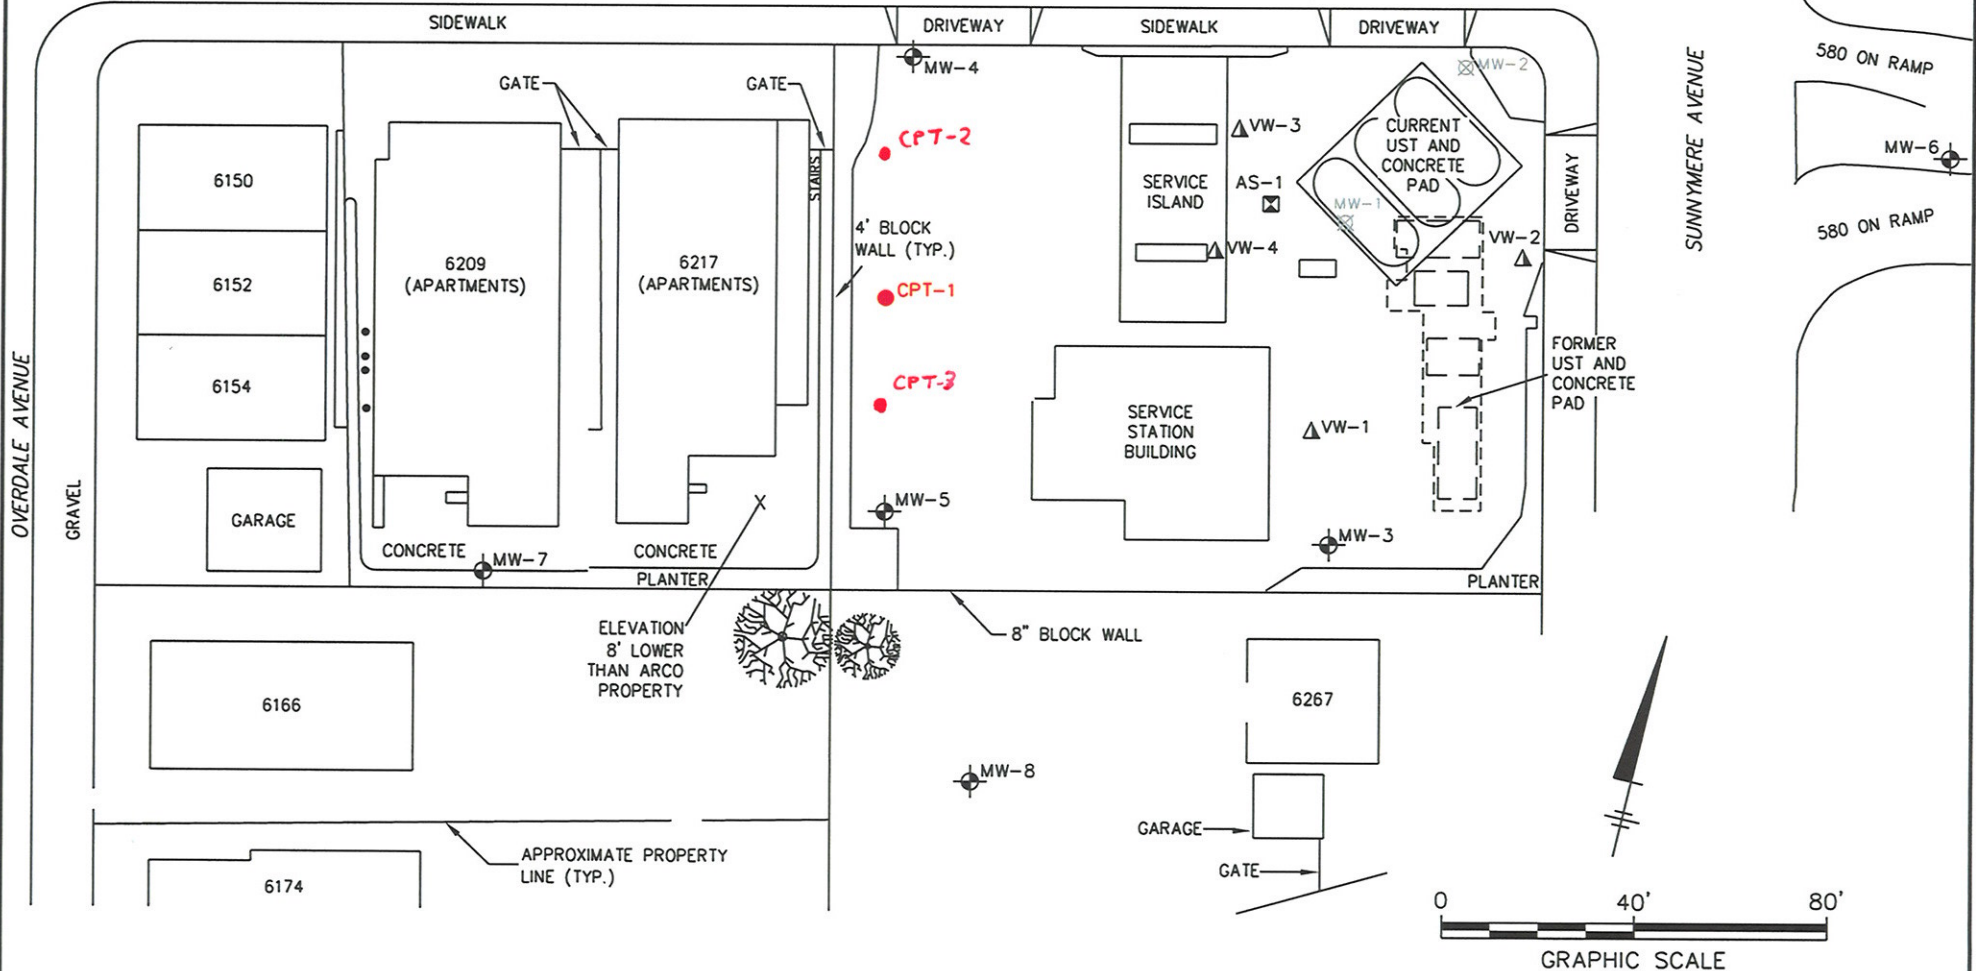 SIDEWALK
DRIVEWAY
SIDEWALK
DRIVEWAY
580 ON RAMP
MW-4
MW-2
GATE
GATE
CPT-2
VW-3
CURRENT
UST AND
CONCRETE
PAD
MW-6
SUNNYMERE AVENUE
DRIVEWAY
STAIRS
6150
SERVICE
ISLAND
AS-1
MW-1
580 ON RAMP
4' BLOCK
WALL (TYP.)
VW-4
VW-2
6209
(APARTMENTS)
6217
(APARTMENTS)
6152
CPT-1
FORMER
UST AND
CONCRETE
PAD
6154
CPT-3
SERVICE
STATION
BUILDING
VW-1
OVERDALE AVENUE
GRAVEL
GARAGE
MW-5
MW-3
CONCRETE
MW-7
CONCRETE
PLANTER
PLANTER
ELEVATION
8' LOWER
THAN ARCO
PROPERTY
8" BLOCK WALL
6166
6267
MW-8
GARAGE
APPROXIMATE PROPERTY
LINE (TYP.)
GATE
6174
0 40' 80'
GRAPHIC SCALE